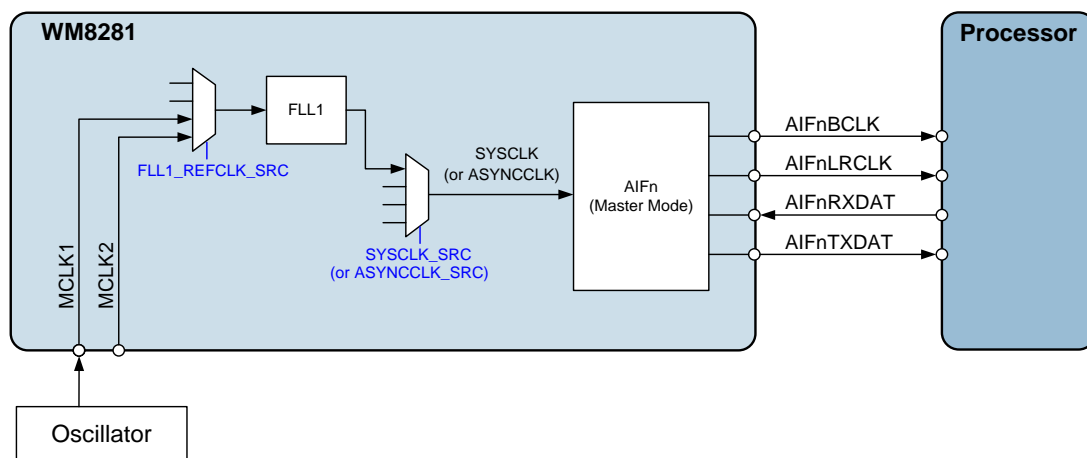 WM8281
Processor
FLL1
FLL1_REFCLK_SRC
SYSCLK
(or ASYNCCLK)
SYSCLK_SRC
(or ASYNCCLK_SRC)
AIFn
(Master Mode)
AIFnBCLK
AIFnLRCLK
AIFnRXDAT
AIFnTXDAT
MCLK1
MCLK2
Oscillator